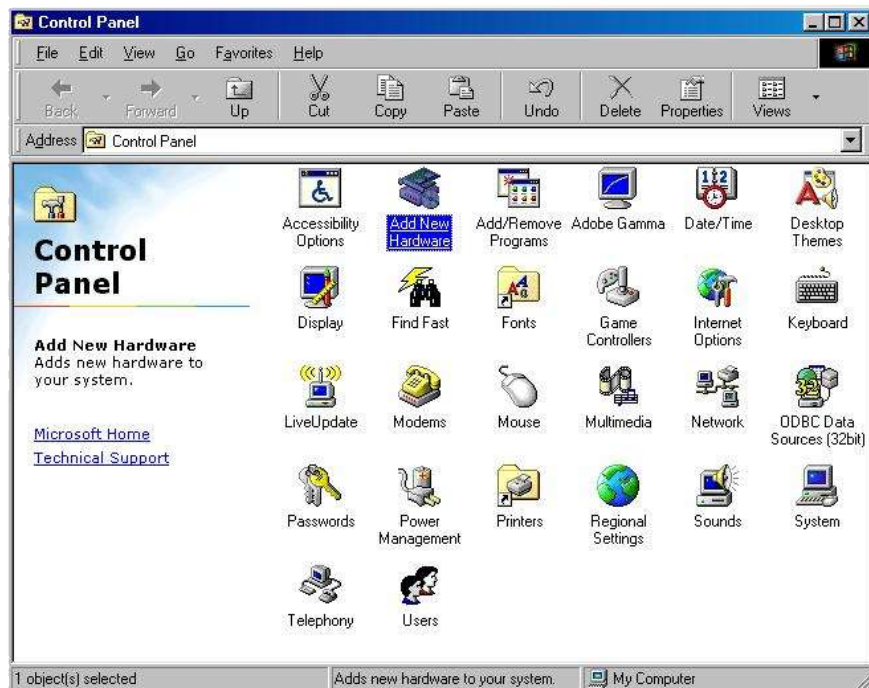 Control Panel
File Edit View Go Favorites Help
Back Forward Up Cut Copy Paste Undo Delete Properties Views
Address Control Panel
Control
Panel
Add New Hardware
Adds new hardware to
your system.
Microsoft Home
Technical Support
Accessibility Options
Add New Hardware
Add/Remove Programs
Adobe Gamma
Date/Time
Desktop Themes
Display
Find Fast
Fonts
Game Controllers
Internet Options
Keyboard
LiveUpdate
Modems
Mouse
Multimedia
Network
ODBC Data Sources (32bit)
Passwords
Power Management
Printers
Regional Settings
Sounds
System
Telephony
Users
1 object(s) selected Adds new hardware to your system. My Computer